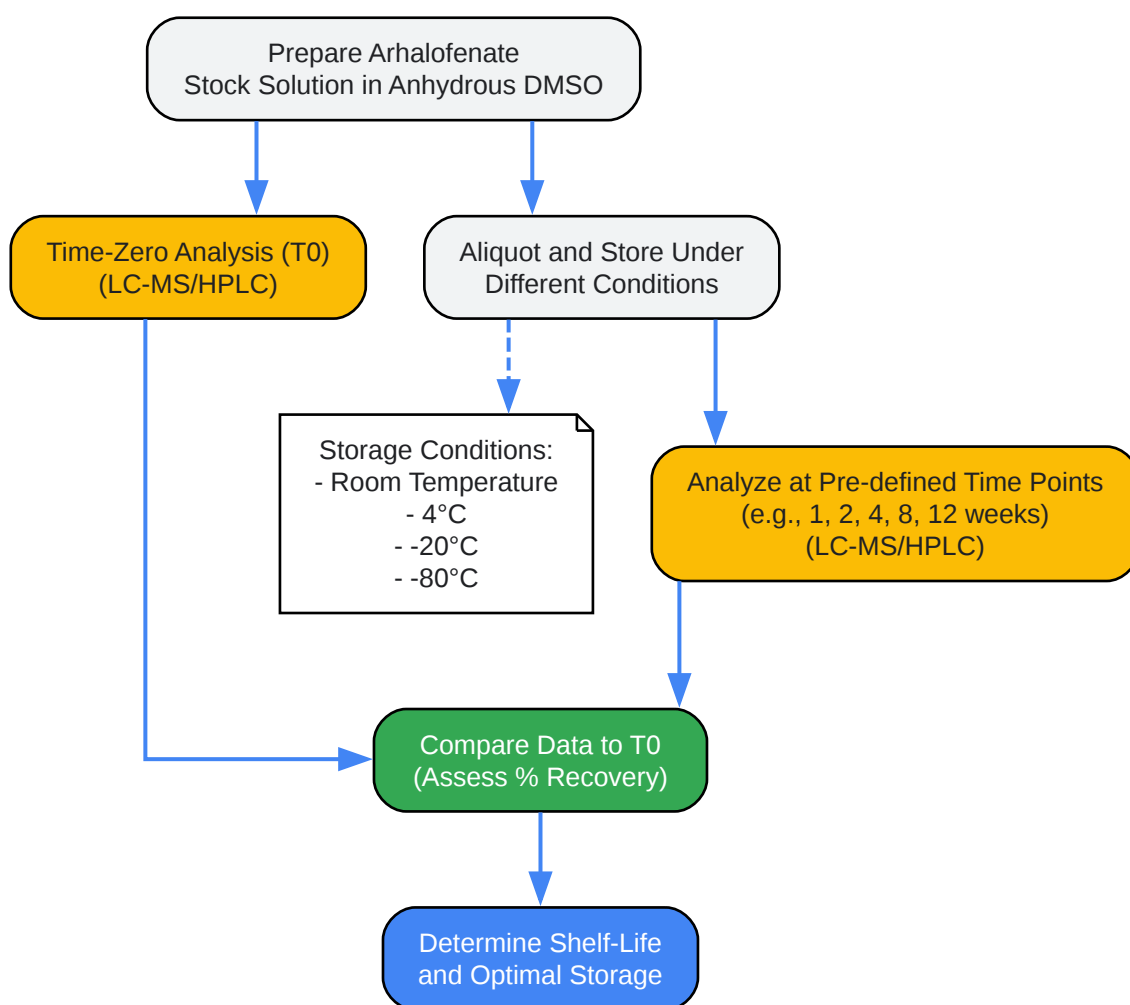 Prepare Arhalofenate
Stock Solution in Anhydrous DMSO
Time-Zero Analysis (T0)
(LC-MS/HPLC)
Aliquot and Store Under
Different Conditions
Storage Conditions:
- Room Temperature
- 4°C
- -20°C
- -80°C
Analyze at Pre-defined Time Points
(e.g., 1, 2, 4, 8, 12 weeks)
(LC-MS/HPLC)
Compare Data to T0
(Assess % Recovery)
Determine Shelf-Life
and Optimal Storage